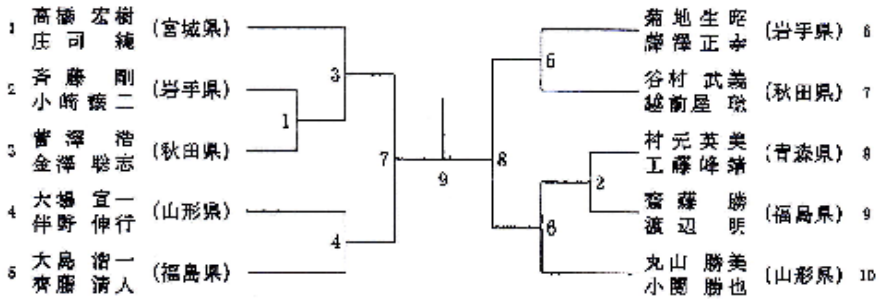 1 高橋 宏樹 (宮城県)
庄司 純
2 斉藤 剛 (岩手県)
小崎 穣二
3 菅澤 浩 (秋田県)
金澤 聡志
4 大場 宣一 (山形県)
伴野 伸行
5 大島 浩一 (福島県)
齊藤 清人
1
3
4
7
9
8
5
2
6
菊地 生昭 (岩手県) 6
藤澤 正泰
谷村 武義 (秋田県) 7
越前屋 聡
村元 英美 (青森県) 8
工藤 峰靖
齋藤 勝 (福島県) 9
渡辺 明
丸山 勝美 (山形県) 10
小関 勝也